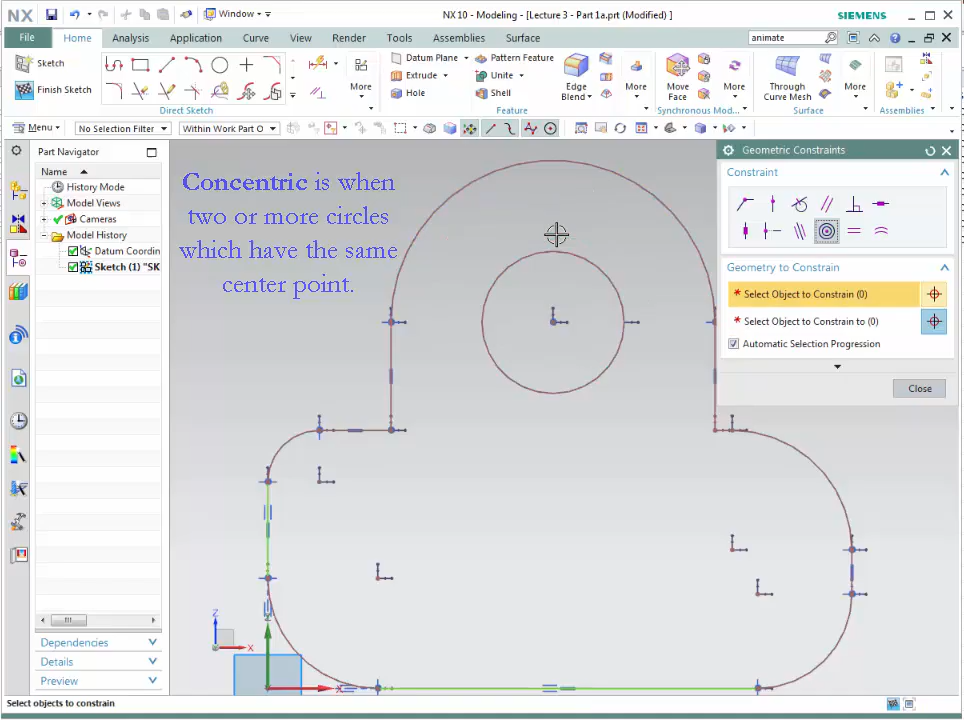 NX Window NX 10 - Modeling - [Lecture 3 - Part 1a.prt (Modified) ] SIEMENS
File Home Analysis Application Curve View Render Tools Assemblies Surface animate
Sketch
Finish Sketch
More
Direct Sketch
Datum Plane Pattern Feature
Extrude Unite
Hole Shell
Edge
Blend
More
Feature
Move
Face
More
Synchronous Mod...
Through
Curve Mesh
More
Surface
Assemblies
Menu No Selection Filter Within Work Part O
Part Navigator
Name
History Mode
Model Views
Cameras
Model History
Datum Coordin
Sketch (1) "SK
Dependencies
Details
Preview
Concentric is when
two or more circles
which have the same
center point.
Z
X
X
Geometric Constraints
Constraint
Geometry to Constrain
* Select Object to Constrain (0)
* Select Object to Constrain to (0)
Automatic Selection Progression
Close
Select objects to constrain